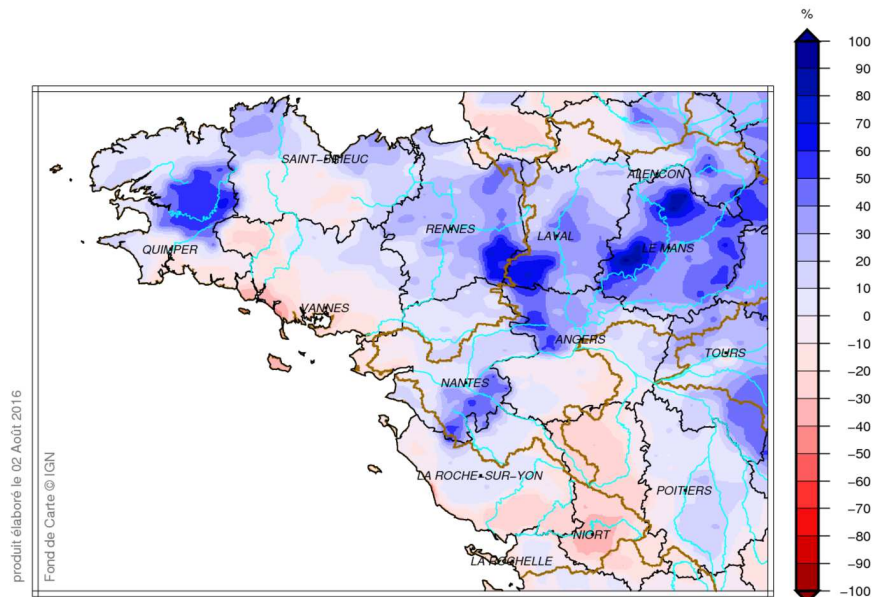 %
100
90
80
70
60
50
40
30
20
10
0
−10
−20
−30
−40
−50
−60
−70
−80
−90
−100
SAINT−BRIEUC
ALENCON
RENNES
LAVAL
LE MANS
QUIMPER
VANNES
ANGERS
TOURS
NANTES
LA ROCHE−SUR−YON
POITIERS
NIORT
LA ROCHELLE
produit élaboré le 02 Août 2016
Fond de Carte © IGN